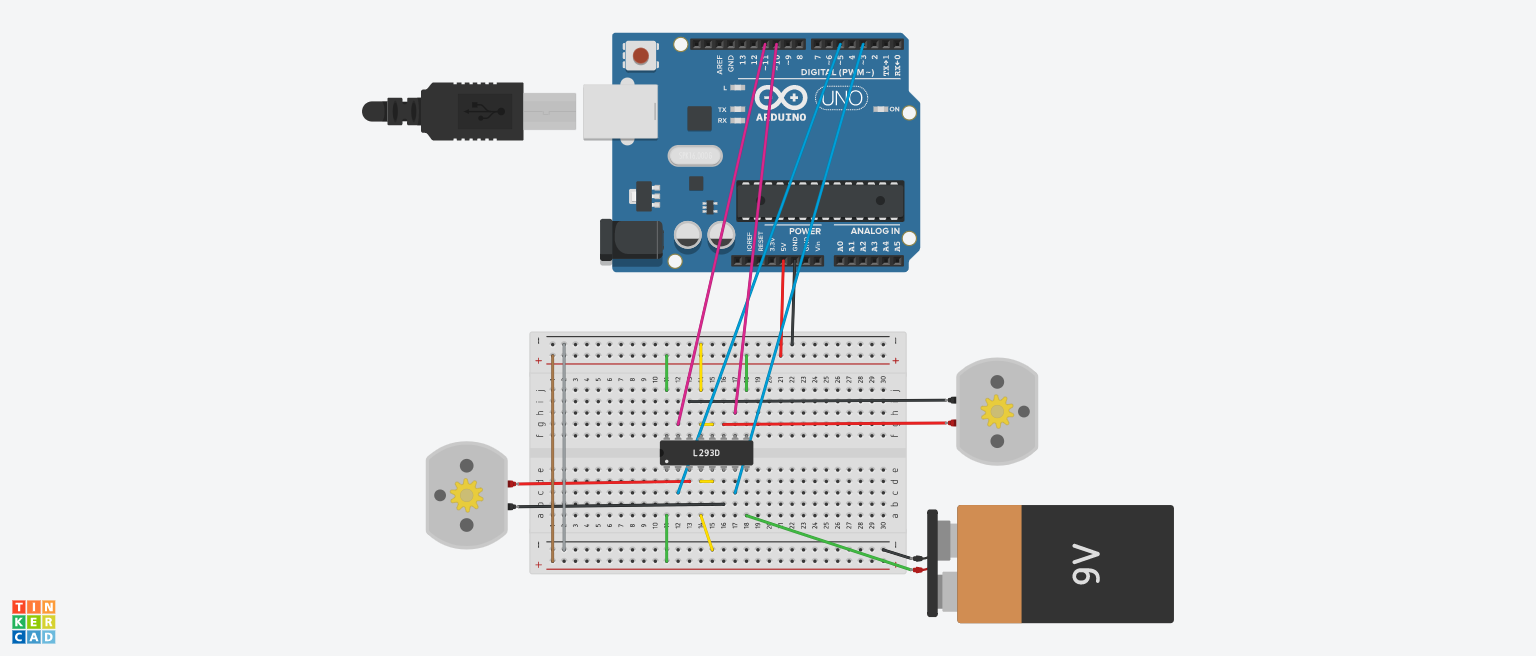 AREF
GND
13
12
~11
~10
~9
8
7
~6
~5
4
~3
2
TX→1
RX←0
DIGITAL (PWM~)
L
TX
RX
UNO
ARDUINO
ON
POWER
ANALOG IN
IOREF
RESET
3.3V
5V
GND
Vin
A0
A1
A2
A3
A4
A5
L293D
9V
TIN
KER
CAD